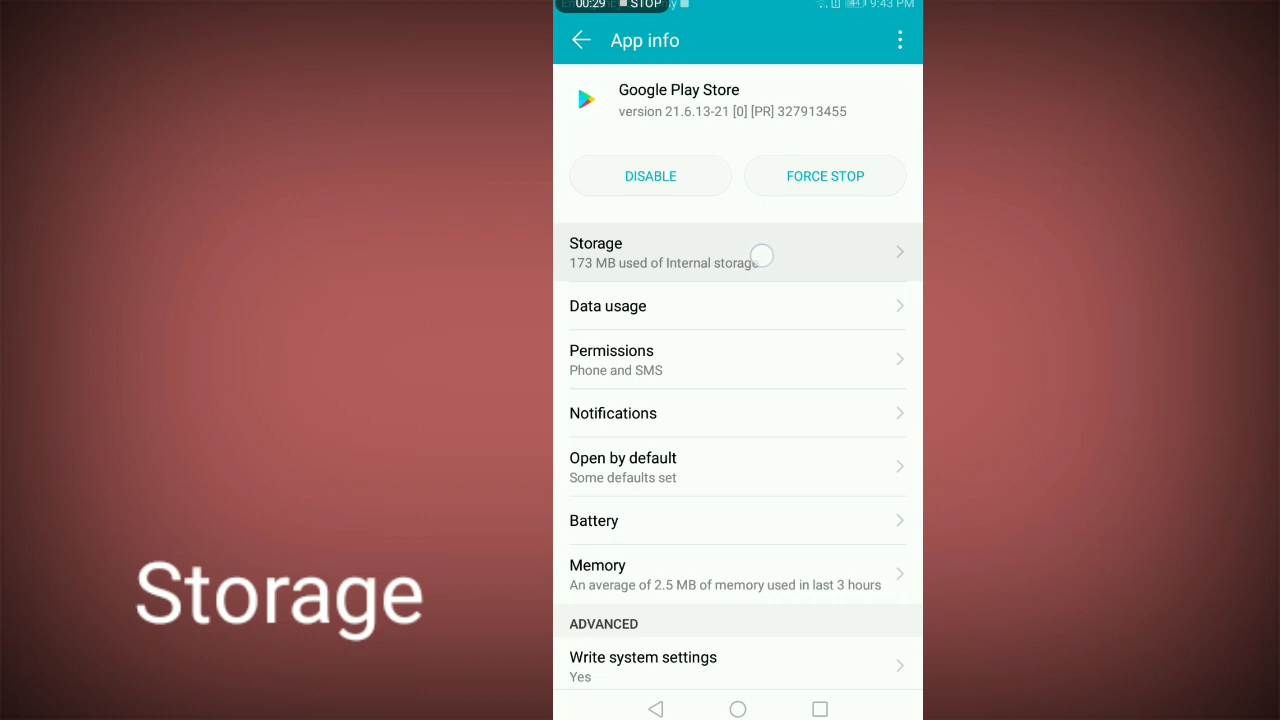 00:29 STOP
9:43 PM
App info
Google Play Store
version 21.6.13-21 [0] [PR] 327913455
DISABLE
FORCE STOP
Storage
173 MB used of Internal storage
Data usage
Permissions
Phone and SMS
Notifications
Open by default
Some defaults set
Battery
Memory
An average of 2.5 MB of memory used in last 3 hours
ADVANCED
Write system settings
Yes
Storage